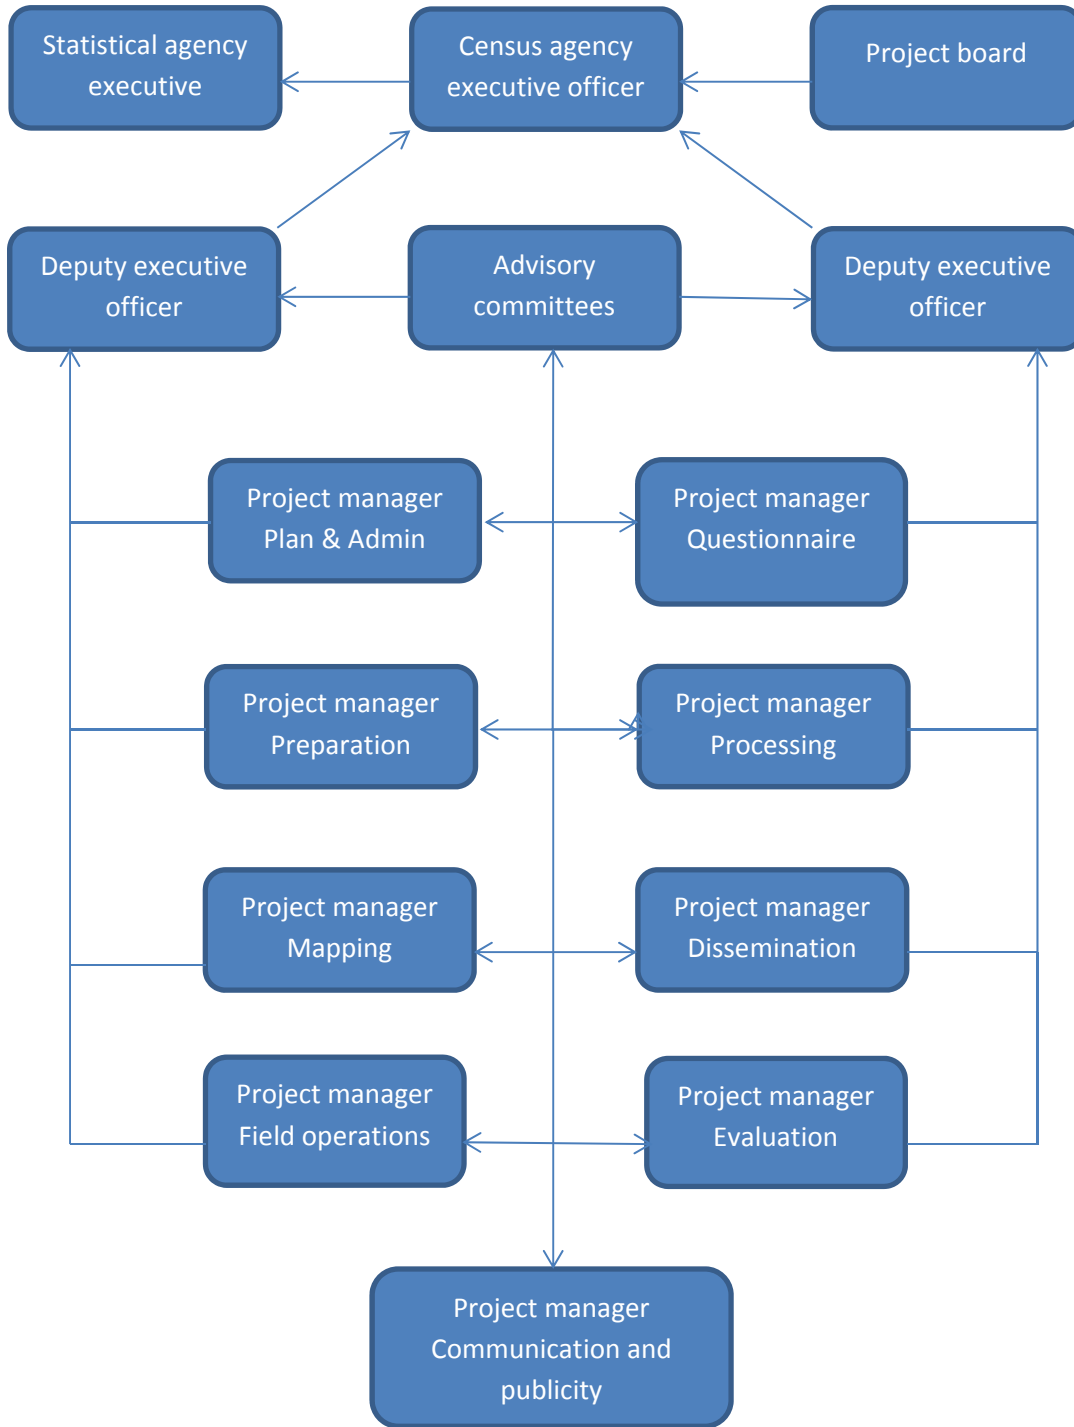 Statistical agency
executive
Census agency
executive officer
Project board
Deputy executive
officer
Advisory
committees
Deputy executive
officer
Project manager
Plan & Admin
Project manager
Questionnaire
Project manager
Preparation
Project manager
Processing
Project manager
Mapping
Project manager
Dissemination
Project manager
Field operations
Project manager
Evaluation
Project manager
Communication and
publicity